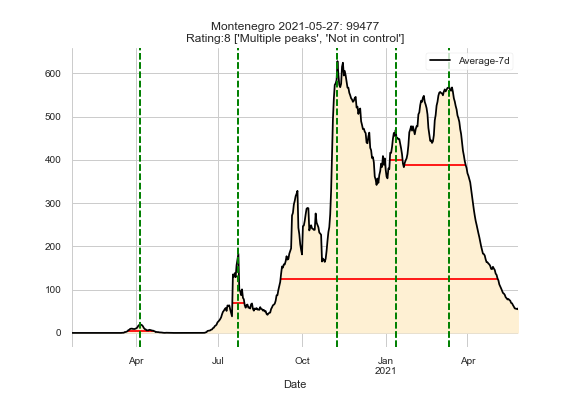 Montenegro 2021-05-27: 99477
Rating:8 ['Multiple peaks', 'Not in control']
Average-7d
600
500
400
300
200
100
0
Apr
Jul
Oct
Jan
2021
Apr
Date